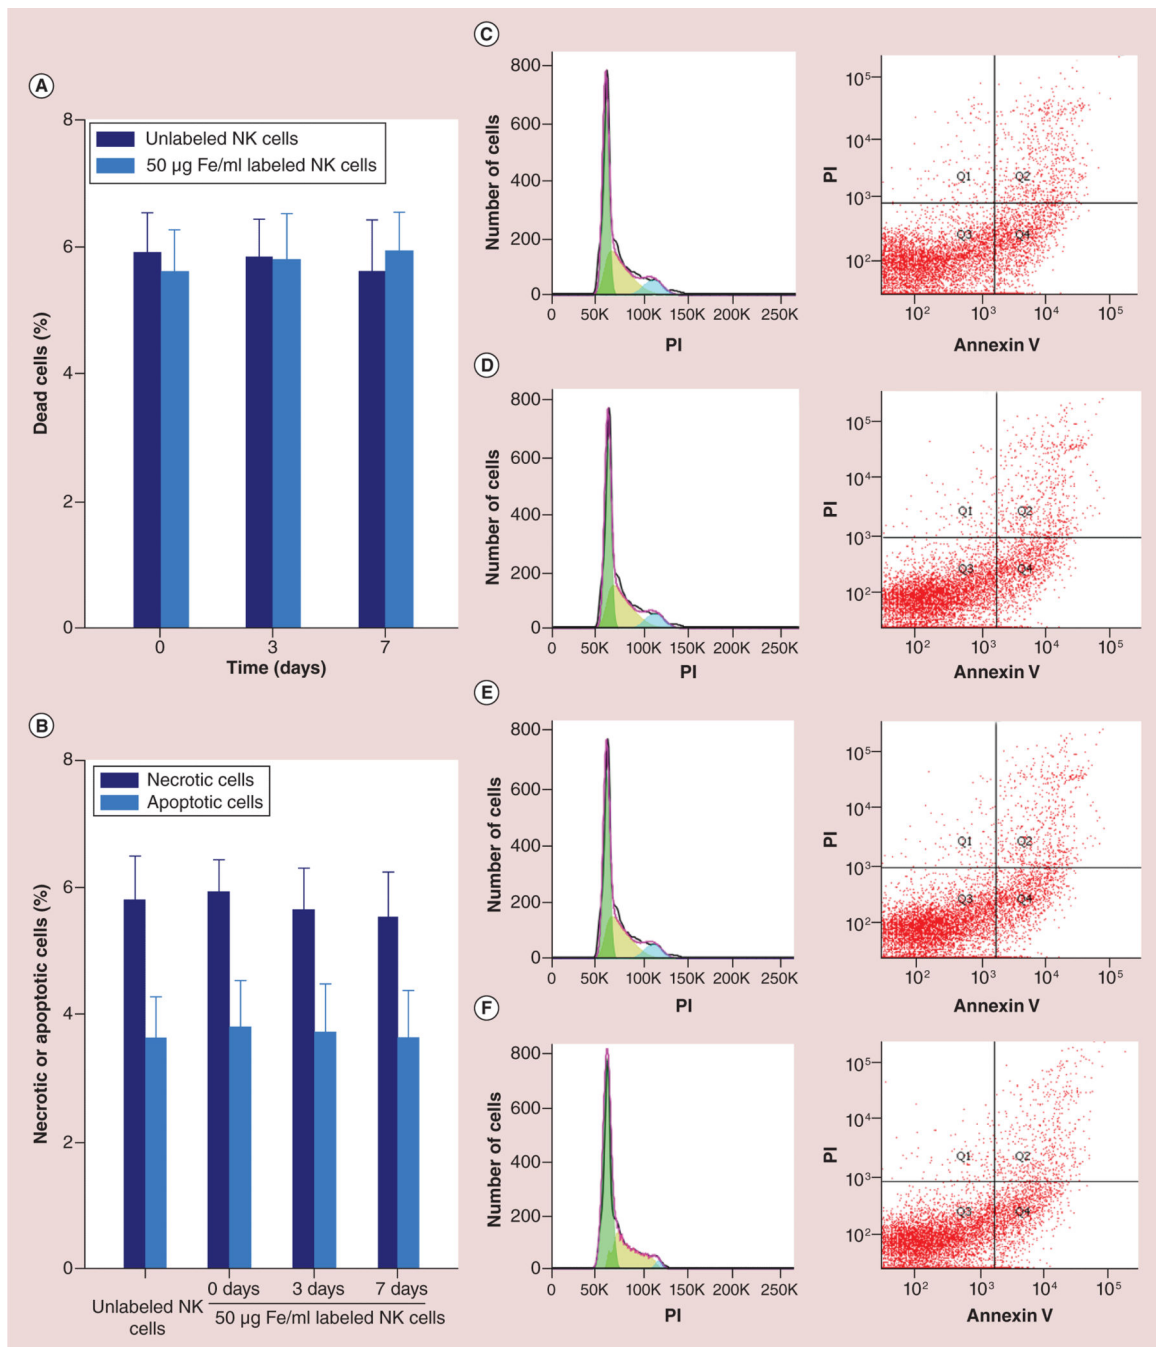 A
8
6
4
2
0
Dead cells (%)
Unlabeled NK cells
50 µg Fe/ml labeled NK cells
0 3 7
Time (days)
B
8
6
4
2
0
Necrotic or apoptotic cells (%)
Necrotic cells
Apoptotic cells
Unlabeled NK
cells
0 days 3 days 7 days
50 µg Fe/ml labeled NK cells
C
800
600
400
200
0
Number of cells
0 50K 100K 150K 200K 250K
PI
10⁵
10⁴
10³
10²
PI
Q1 Q2
Q3 Q4
10² 10³ 10⁴ 10⁵
Annexin V
D
800
600
400
200
0
Number of cells
0 50K 100K 150K 200K 250K
PI
10⁵
10⁴
10³
10²
PI
Q1 Q2
Q3 Q4
10² 10³ 10⁴ 10⁵
Annexin V
E
800
600
400
200
0
Number of cells
0 50K 100K 150K 200K 250K
PI
10⁵
10⁴
10³
10²
PI
Q1 Q2
Q3 Q4
10² 10³ 10⁴ 10⁵
Annexin V
F
800
600
400
200
0
Number of cells
0 50K 100K 150K 200K 250K
PI
10⁵
10⁴
10³
10²
PI
Q1 Q2
Q3 Q4
10² 10³ 10⁴ 10⁵
Annexin V